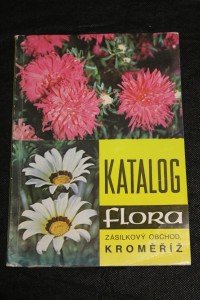 KATALOG
flora
ZÁSILKOVÝ OBCHOD,
KROMĚŘÍŽ